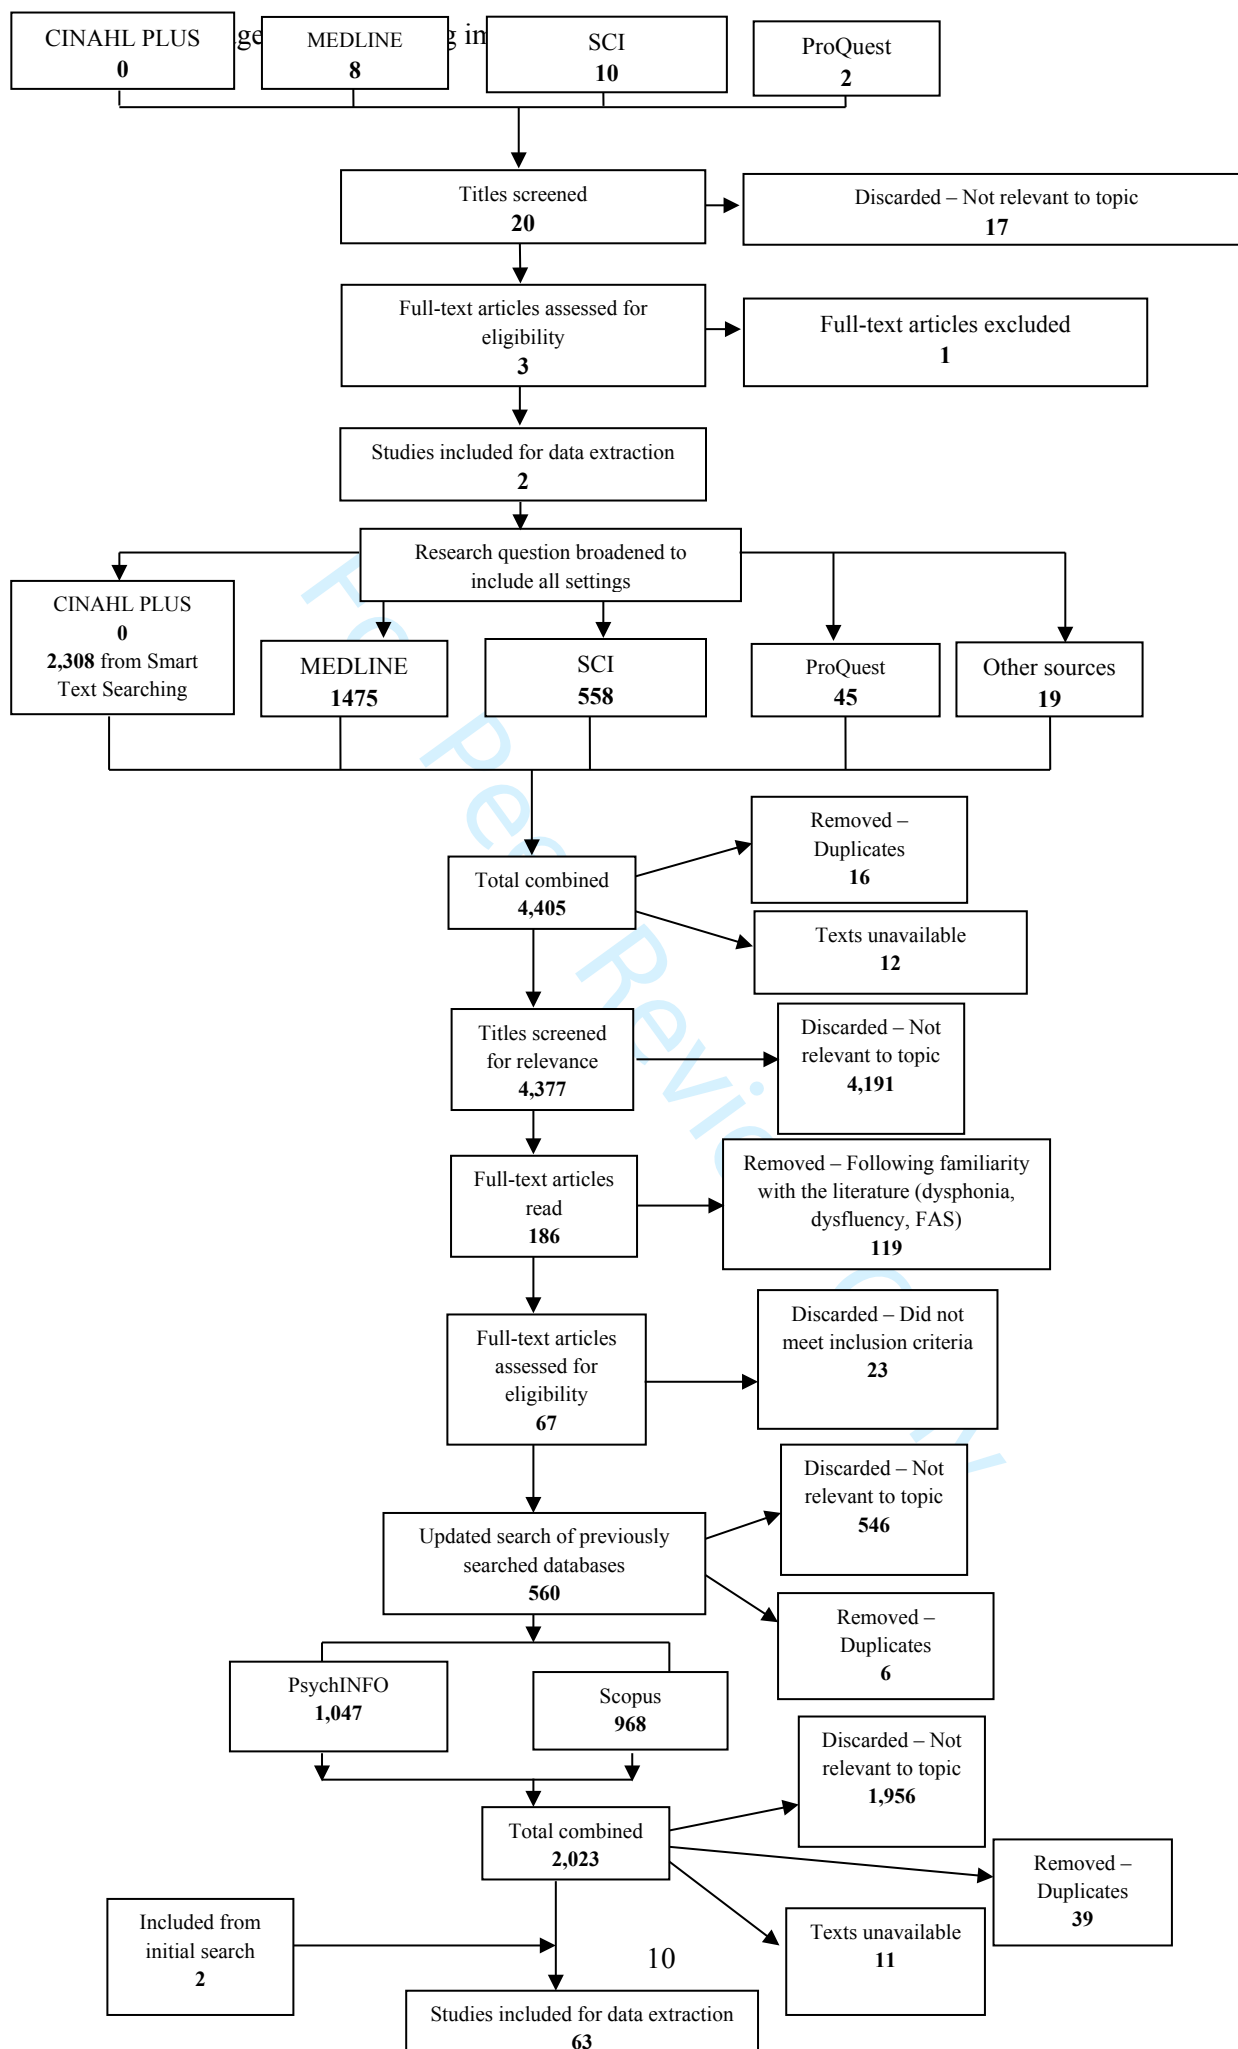 CINAHL PLUS
0
ge
MEDLINE
8
g in
SCI
10
ProQuest
2
Titles screened
20
Discarded – Not relevant to topic
17
Full-text articles assessed for
eligibility
3
Full-text articles excluded
1
Studies included for data extraction
2
Research question broadened to
include all settings
CINAHL PLUS
0
2,308 from Smart
Text Searching
MEDLINE
1475
SCI
558
ProQuest
45
Other sources
19
Removed –
Duplicates
16
Total combined
4,405
Texts unavailable
12
Titles screened
for relevance
4,377
Discarded – Not
relevant to topic
4,191
Full-text articles
read
186
Removed – Following familiarity
with the literature (dysphonia,
dysfluency, FAS)
119
Full-text articles
assessed for
eligibility
67
Discarded – Did not
meet inclusion criteria
23
Discarded – Not
relevant to topic
546
Updated search of previously
searched databases
560
Removed –
Duplicates
6
PsychINFO
1,047
Scopus
968
Discarded – Not
relevant to topic
1,956
Total combined
2,023
Removed –
Duplicates
39
Included from
initial search
2
Texts unavailable
11
10
Studies included for data extraction
63
For Peer Review Only